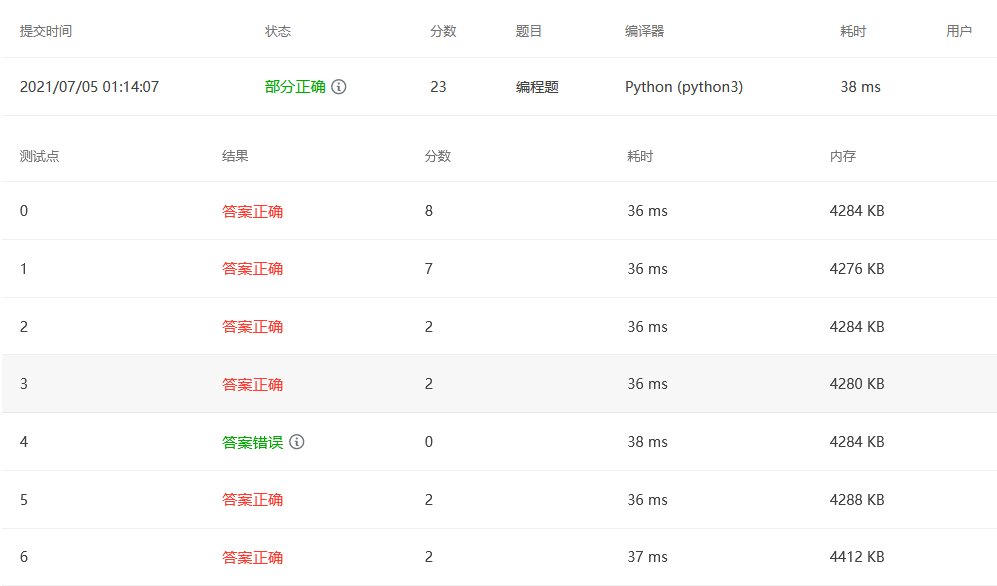 提交时间 状态 分数 题目 编译器 耗时 用户
2021/07/05 01:14:07 部分正确 23 编程题 Python (python3) 38 ms
测试点 结果 分数 耗时 内存
0 答案正确 8 36 ms 4284 KB
1 答案正确 7 36 ms 4276 KB
2 答案正确 2 36 ms 4284 KB
3 答案正确 2 36 ms 4280 KB
4 答案错误 0 38 ms 4284 KB
5 答案正确 2 36 ms 4288 KB
6 答案正确 2 37 ms 4412 KB